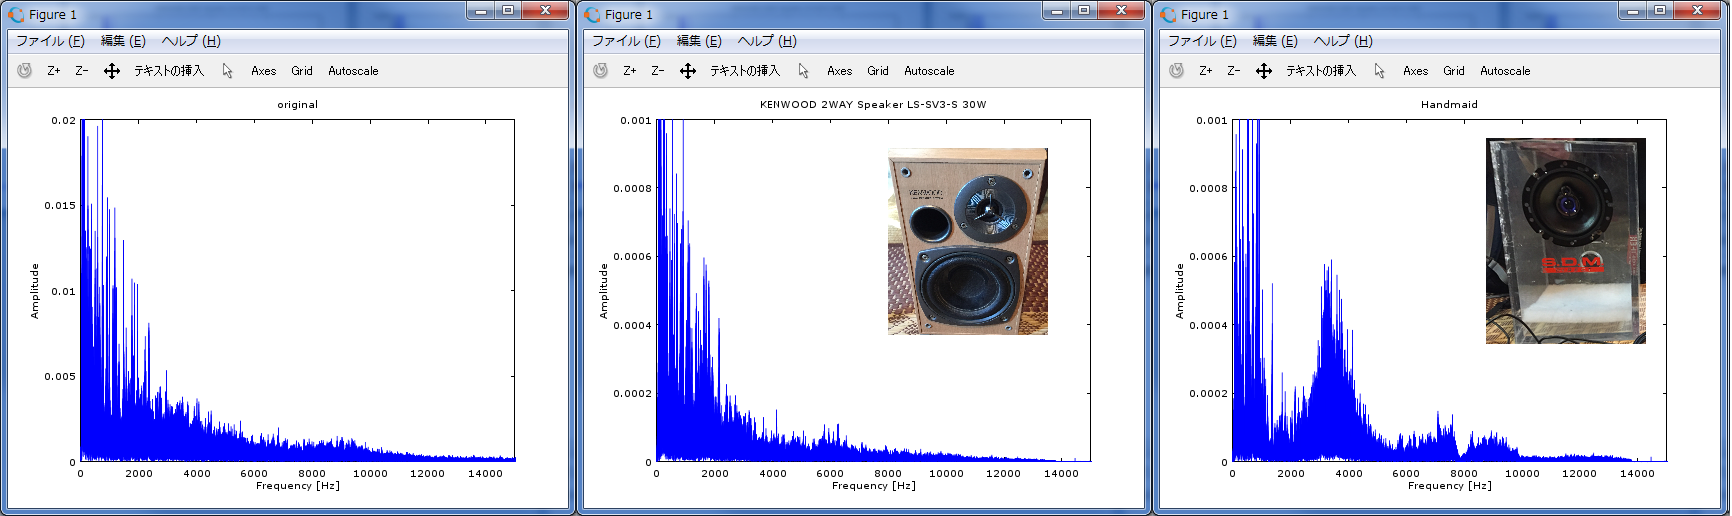 Figure 1
ファイル (F) 編集 (E) ヘルプ (H)
Z+ Z- テキストの挿入 Axes Grid Autoscale
original
Amplitude
0.02
0.015
0.01
0.005
0
0 2000 4000 6000 8000 10000 12000 14000
Frequency [Hz]
Figure 1
ファイル (F) 編集 (E) ヘルプ (H)
Z+ Z- テキストの挿入 Axes Grid Autoscale
KENWOOD 2WAY Speaker LS-SV3-S 30W
Amplitude
0.001
0.0008
0.0006
0.0004
0.0002
0
KENWOOD
0 2000 4000 6000 8000 10000 12000 14000
Frequency [Hz]
Figure 1
ファイル (F) 編集 (E) ヘルプ (H)
Z+ Z- テキストの挿入 Axes Grid Autoscale
Handmaid
Amplitude
0.001
0.0008
0.0006
0.0004
0.0002
0
0 2000 4000 6000 8000 10000 12000 14000
Frequency [Hz]